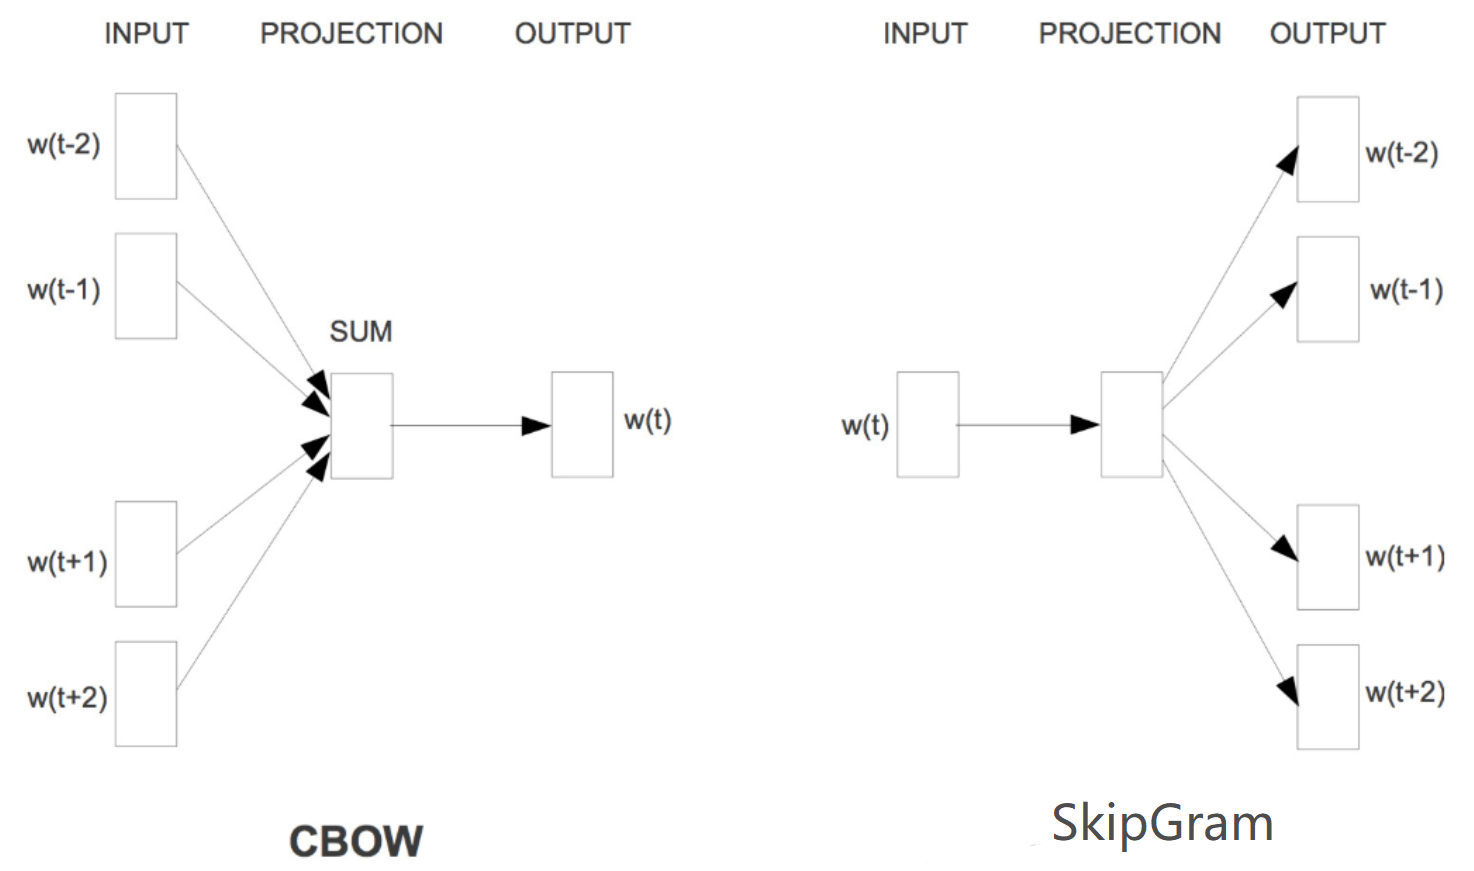 INPUT PROJECTION OUTPUT
w(t-2)
w(t-1)
SUM
w(t)
w(t+1)
w(t+2)
CBOW
INPUT PROJECTION OUTPUT
w(t-2)
w(t-1)
w(t)
w(t+1)
w(t+2)
SkipGram